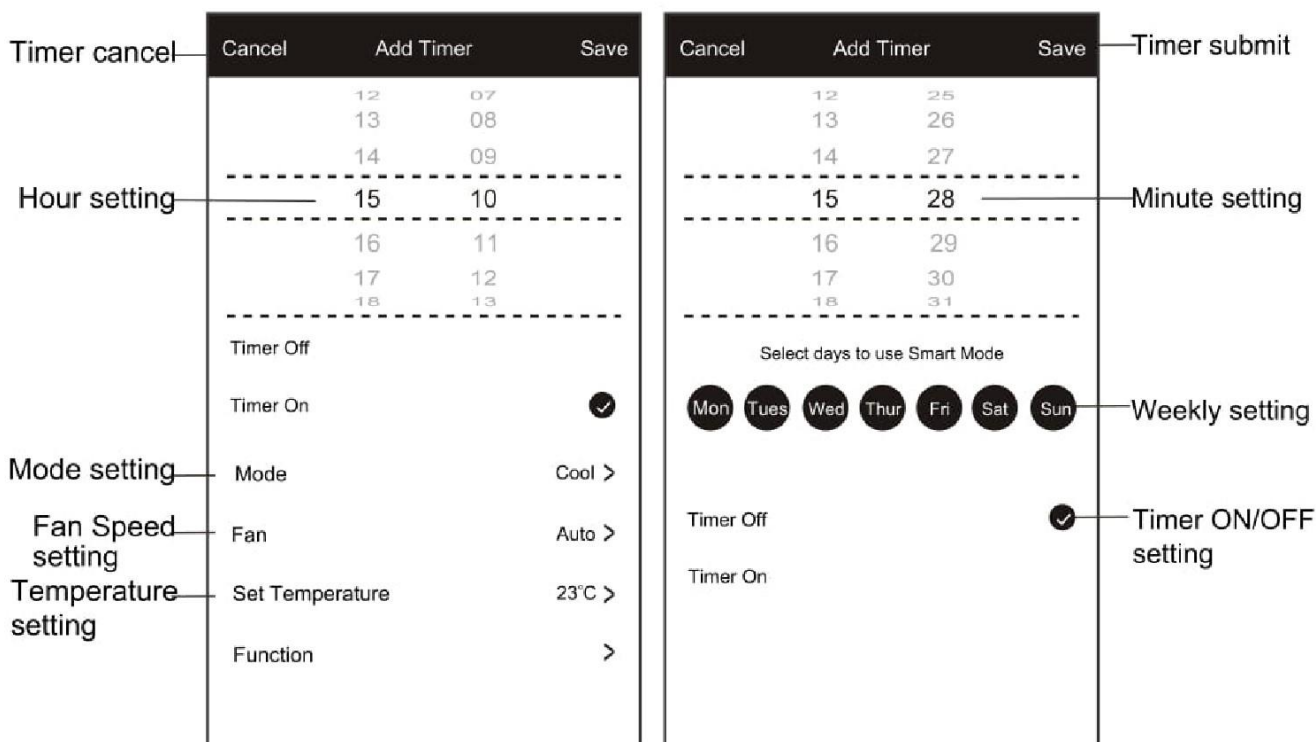 Timer cancel
Cancel Add Timer Save
12 07
13 08
14 09
Hour setting
15 10
16 11
17 12
18 13
Timer Off
Timer On
Mode setting
Mode Cool >
Fan Speed
setting
Fan Auto >
Temperature
setting
Set Temperature 23°C >
Function >
Cancel Add Timer Save
Timer submit
12 25
13 26
14 27
15 28
Minute setting
16 29
17 30
18 31
Select days to use Smart Mode
Mon Tues Wed Thur Fri Sat Sun
Weekly setting
Timer Off
Timer ON/OFF
setting
Timer On